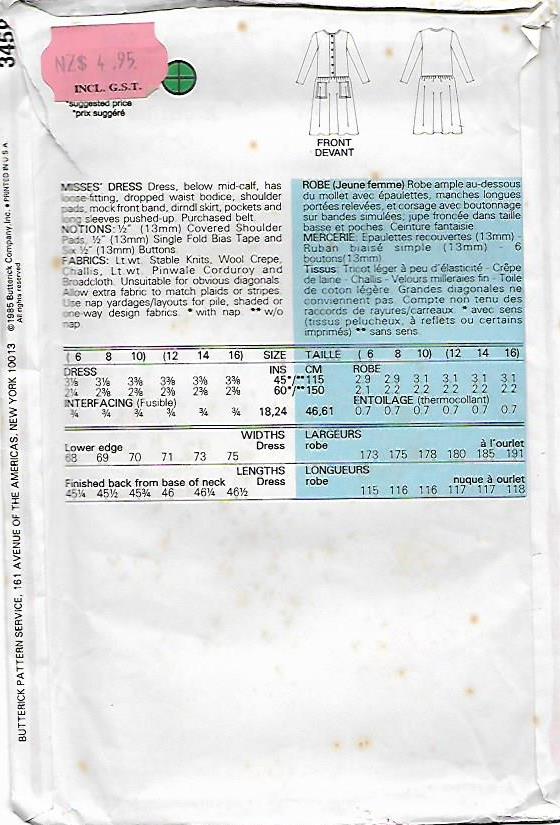 345
NZ$ 4.95
INCL. G.S.T.
*suggested price
*prix suggéré
FRONT
DEVANT
MISSES' DRESS Dress, below mid-calf, has
loose-fitting, dropped waist bodice, shoulder
pads, mock front band, dirndl skirt, pockets and
long sleeves pushed-up. Purchased belt.
NOTIONS: ½" (13mm) Covered Shoulder
Pads, ½" (13mm) Single Fold Bias Tape and
Six ½" (13mm) Buttons.
FABRICS: Lt wt. Stable Knits, Wool Crepe,
Challis, Lt wt. Pinwale Corduroy and
Broadcloth. Unsuitable for obvious diagonals.
Allow extra fabric to match plaids or stripes.
Use nap yardages/layouts for pile, shaded or
one-way design fabrics. * with nap **w/o
nap
ROBE (Jeune femme) Robe ample au-dessous
du mollet avec épaulettes, manches longues
portées relevées, et corsage avec boutonnage
sur bandes simulées; jupe froncée dans taille
basse et poches. Ceinture fantaisie
MERCERIE: Epaulettes recouvertes (13mm) -
Ruban biaisé simple (13mm) - 6
boutons(13mm)
Tissus: Tricot léger à peu d'élasticité - Crêpe
de laine - Challis - Velours milleraies fin - Toile
de coton légère. Grandes diagonales ne
conviennent pas. Compte non tenu des
raccords de rayures/carreaux. * avec sens
(tissus pelucheux, à reflets ou certains
imprimés) ** sans sens.
( 6 8 10) (12 14 16) SIZE TAILLE ( 6 8 10) (12 14 16)
DRESS INS CM ROBE
3⅛ 3⅛ 3⅜ 3⅜ 3⅜ 3⅜ 45*/**115 2.9 2.9 3.1 3.1 3.1 3.1
2¼ 2⅜ 2⅜ 2⅜ 2⅜ 2⅜ 60*/**150 2.1 2.2 2.2 2.2 2.2 2.2
INTERFACING (Fusible) ENTOILAGE (thermocollant)
¾ ¾ ¾ ¾ ¾ ¾ 18,24 46,61 0.7 0.7 0.7 0.7 0.7 0.7
WIDTHS LARGEURS
Lower edge Dress robe à l'ourlet
68 69 70 71 73 75 173 175 178 180 185 191
LENGTHS LONGUEURS
Finished back from base of neck Dress robe nuque à ourlet
45¼ 45½ 45¾ 46 46¼ 46½ 115 116 116 117 117 118
BUTTERICK PATTERN SERVICE, 161 AVENUE OF THE AMERICAS, NEW YORK 10013 ©1985 Butterick Company, Inc. • PRINTED IN U.S.A.
All rights reserved.